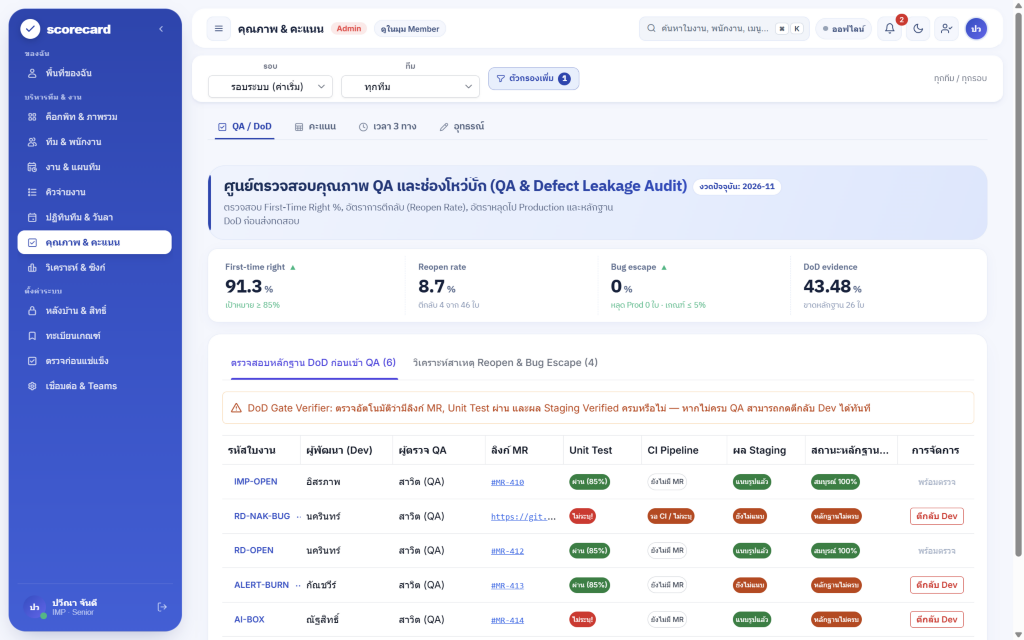 scorecard
ของฉัน
พื้นที่ของฉัน
บริหารทีม & งาน
ค็อกพิท & ภาพรวม
ทีม & พนักงาน
งาน & แผนทีม
คิวจ่ายงาน
ปฏิทินทีม & วันลา
คุณภาพ & คะแนน
วิเคราะห์ & ซิงก์
ตั้งค่าระบบ
หลังบ้าน & สิทธิ์
ทะเบียนเกณฑ์
ตรวจก่อนแช่แข็ง
เชื่อมต่อ & Teams
ปา
ปวีณา จันดี
IMP · Senior
คุณภาพ & คะแนน
Admin
ดูในมุม Member
ค้นหาใบงาน, พนักงาน, เมนู...
⌘ K
ออฟไลน์
2
ปา
รอบ
รอบระบบ (ค่าเริ่ม)
ทีม
ทุกทีม
ตัวกรองเพิ่ม 1
ทุกทีม / ทุกรอบ
QA / DoD
คะแนน
เวลา 3 ทาง
อุทธรณ์
ศูนย์ตรวจสอบคุณภาพ QA และช่องโหว่บั๊ก (QA & Defect Leakage Audit)
งวดปัจจุบัน: 2026-11
ตรวจสอบ First-Time Right %, อัตราการตีกลับ (Reopen Rate), อัตราหลุดไป Production และหลักฐาน
DoD ก่อนส่งทดสอบ
First-time right ▲
91.3 %
เป้าหมาย ≥ 85%
Reopen rate
8.7 %
ตีกลับ 4 จาก 46 ใบ
Bug escape ▲
0 %
หลุด Prod 0 ใบ · เกณฑ์ ≤ 5%
DoD evidence
43.48 %
ขาดหลักฐาน 26 ใบ
ตรวจสอบหลักฐาน DoD ก่อนเข้า QA (6)
วิเคราะห์สาเหตุ Reopen & Bug Escape (4)
DoD Gate Verifier: ตรวจอัตโนมัติว่ามีลิงก์ MR, Unit Test ผ่าน และผล Staging Verified ครบหรือไม่ — หากไม่ครบ QA สามารถกดตีกลับ Dev ได้ทันที
รหัสใบงาน ผู้พัฒนา (Dev) ผู้ตรวจ QA ลิงก์ MR Unit Test CI Pipeline ผล Staging สถานะหลักฐาน... การจัดการ
IMP-OPEN อิสรภาพ สาวิต (QA) #MR-410 ผ่าน (85%) ยังไม่มี MR แนบรูปแล้ว สมบูรณ์ 100% พร้อมตรวจ
RD-NAK-BUG ·· นครินทร์ สาวิต (QA) https://git.... ไม่ระบุ! รอ CI / ไม่ระบุ ยังไม่แนบ หลักฐานไม่ครบ ตีกลับ Dev
RD-OPEN นครินทร์ สาวิต (QA) #MR-412 ผ่าน (85%) ยังไม่มี MR แนบรูปแล้ว สมบูรณ์ 100% พร้อมตรวจ
ALERT-BURN ·· กัณฑวีร์ สาวิต (QA) #MR-413 ผ่าน (85%) ยังไม่มี MR ยังไม่แนบ หลักฐานไม่ครบ ตีกลับ Dev
AI-BOX ณัฐสิทธิ์ สาวิต (QA) #MR-414 ไม่ระบุ! ยังไม่มี MR แนบรูปแล้ว หลักฐานไม่ครบ ตีกลับ Dev